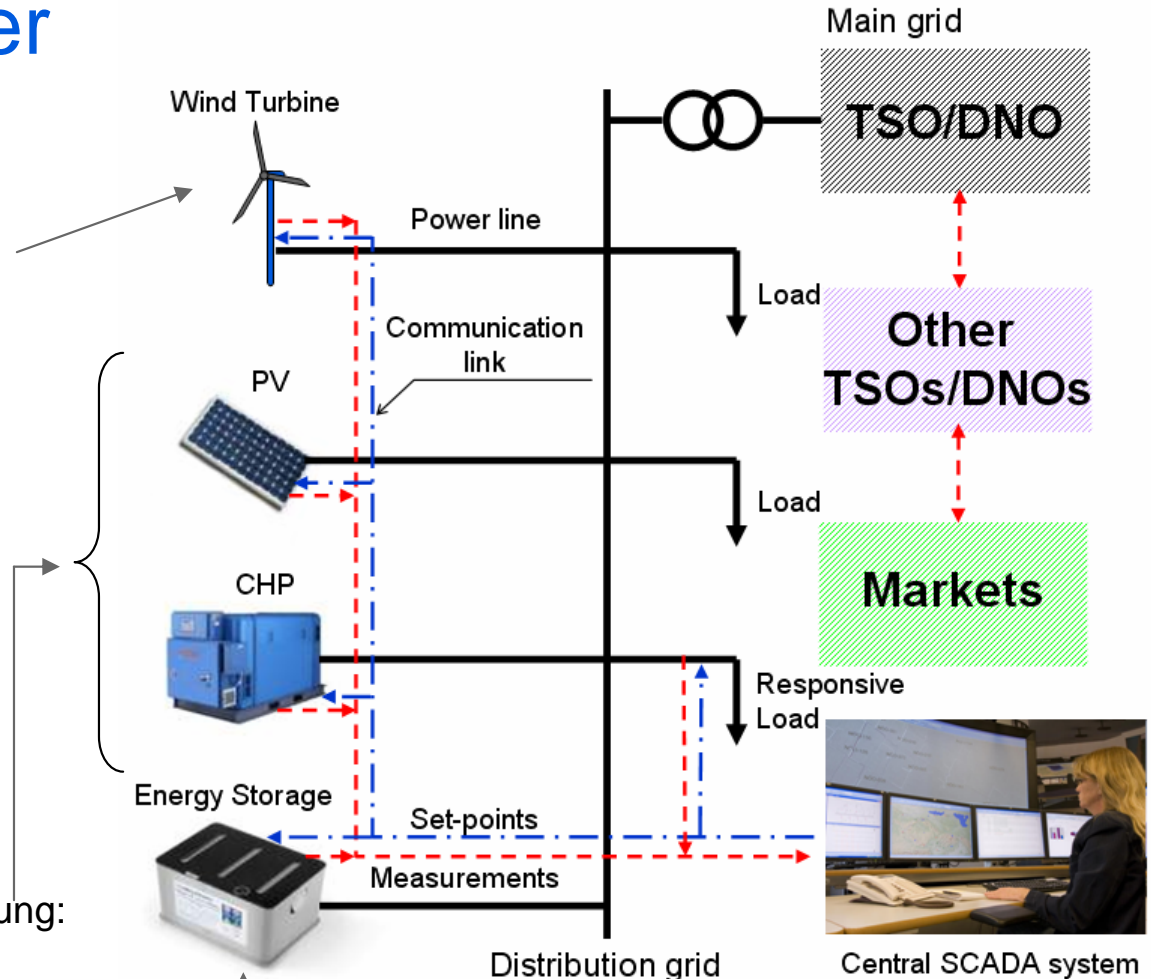 er
Main grid
Wind Turbine
TSO/DNO
Power line
Load
Communication
link
Other
TSOs/DNOs
PV
Load
CHP
Markets
Responsive
Load
Energy Storage
Set-points
Measurements
ung:
Distribution grid
Central SCADA system